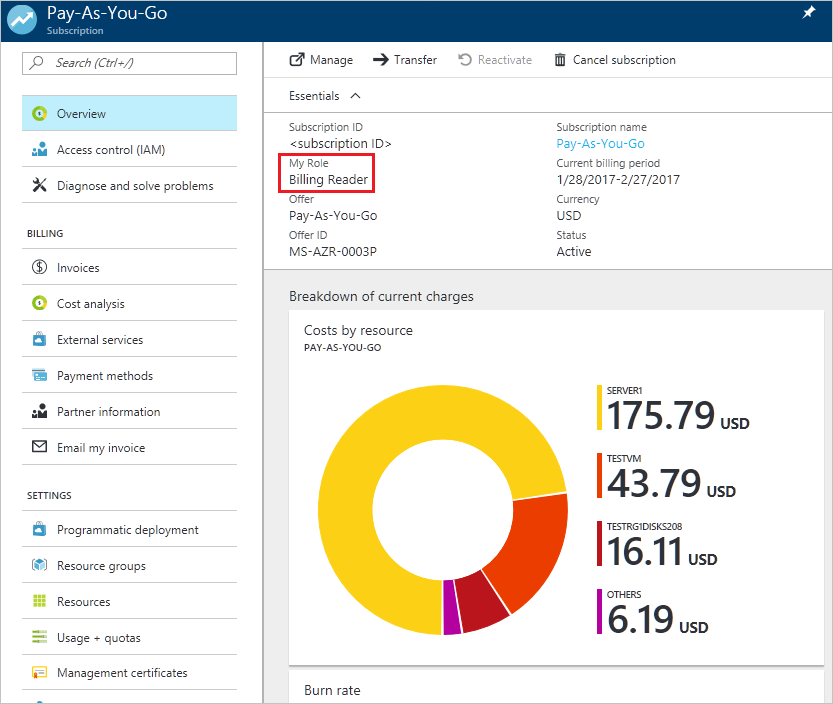 Pay-As-You-Go
Subscription
Search (Ctrl+/)
Overview
Access control (IAM)
Diagnose and solve problems
BILLING
Invoices
Cost analysis
External services
Payment methods
Partner information
Email my invoice
SETTINGS
Programmatic deployment
Resource groups
Resources
Usage + quotas
Management certificates
Manage Transfer Reactivate Cancel subscription
Essentials
Subscription ID
<subscription ID>
My Role
Billing Reader
Offer
Pay-As-You-Go
Offer ID
MS-AZR-0003P
Subscription name
Pay-As-You-Go
Current billing period
1/28/2017-2/27/2017
Currency
USD
Status
Active
Breakdown of current charges
Costs by resource
PAY-AS-YOU-GO
SERVER1
175.79 USD
TESTVM
43.79 USD
TESTRG1DISKS208
16.11 USD
OTHERS
6.19 USD
Burn rate